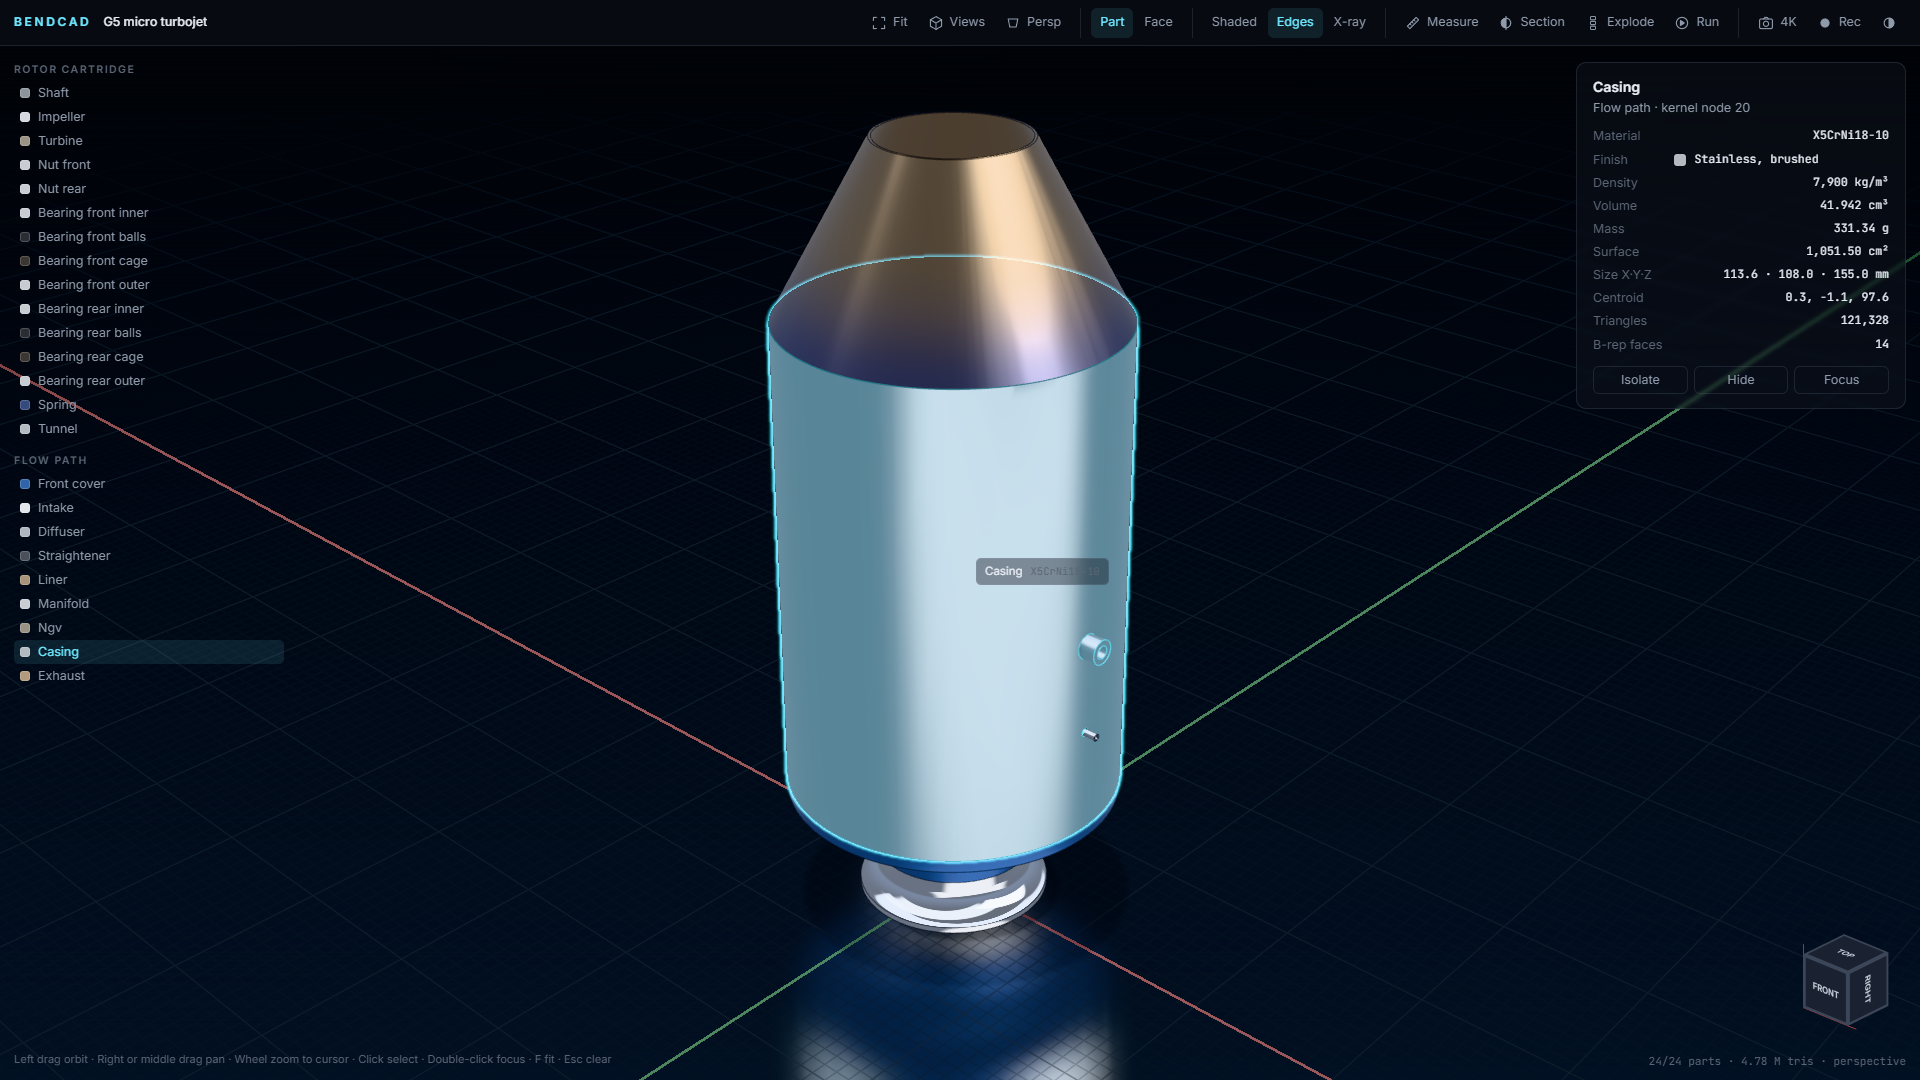 BENDCAD G5 micro turbojet
Fit Views Persp Part Face Shaded Edges X-ray Measure Section Explode Run 4K Rec
ROTOR CARTRIDGE
Shaft
Impeller
Turbine
Nut front
Nut rear
Bearing front inner
Bearing front balls
Bearing front cage
Bearing front outer
Bearing rear inner
Bearing rear balls
Bearing rear cage
Bearing rear outer
Spring
Tunnel
FLOW PATH
Front cover
Intake
Diffuser
Straightener
Liner
Manifold
Ngv
Casing
Exhaust
Casing X5CrNi18-10
Casing
Flow path · kernel node 20
Material X5CrNi18-10
Finish Stainless, brushed
Density 7,900 kg/m³
Volume 41.942 cm³
Mass 331.34 g
Surface 1,051.50 cm²
Size X·Y·Z 113.6 · 108.0 · 155.0 mm
Centroid 0.3, -1.1, 97.6
Triangles 121,328
B-rep faces 14
Isolate Hide Focus
TOP
FRONT RIGHT
Left drag orbit · Right or middle drag pan · Wheel zoom to cursor · Click select · Double-click focus · F fit · Esc clear
24/24 parts · 4.78 M tris · perspective